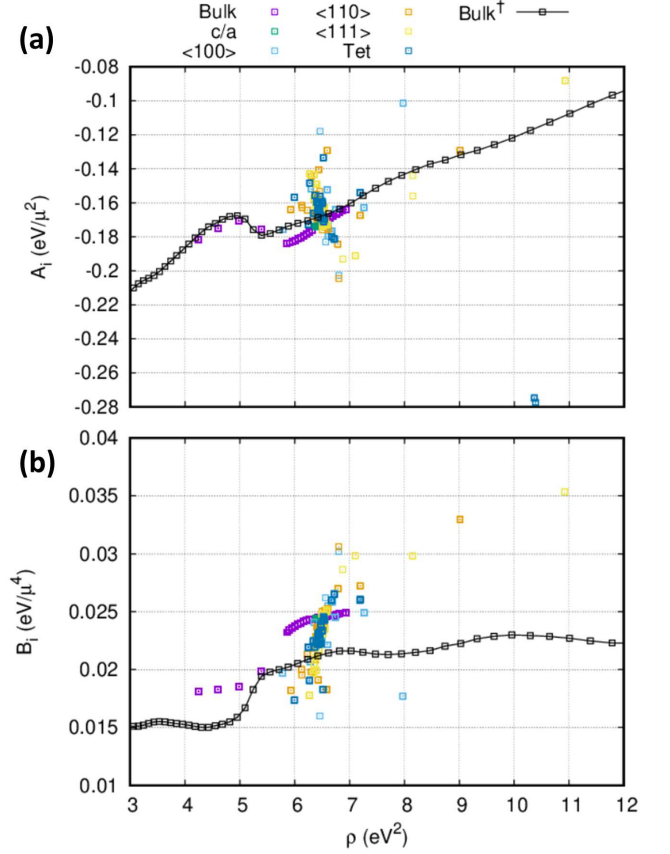 (a)
Bulk <110> Bulk†
c/a <111>
<100> Tet
-0.08
-0.1
-0.12
-0.14
-0.16
-0.18
-0.2
-0.22
-0.24
-0.26
-0.28
Ai (eV/μ²)
(b)
0.04
0.035
0.03
0.025
0.02
0.015
0.01
Bi (eV/μ⁴)
3 4 5 6 7 8 9 10 11 12
ρ (eV²)